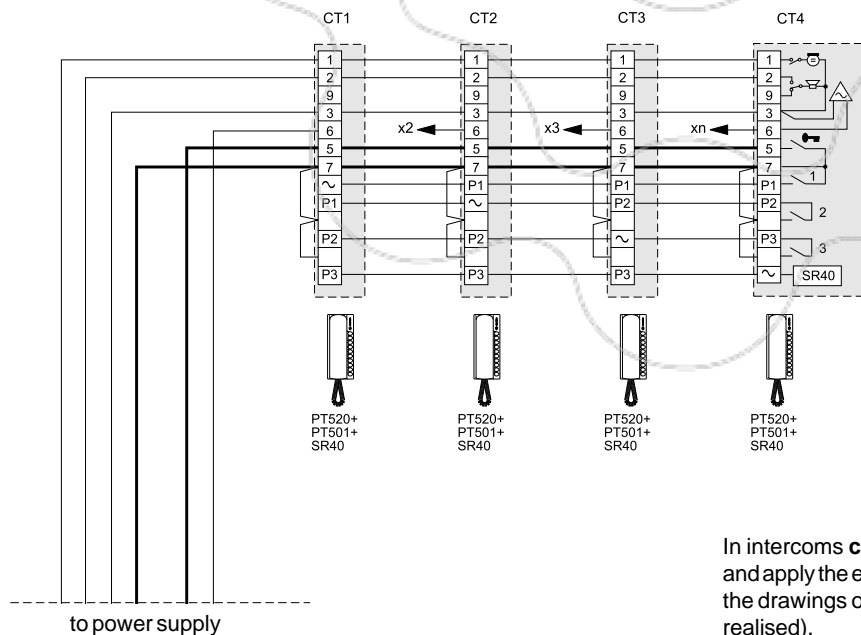 CT1 CT2 CT3 CT4
1 1 1 1
2 2 2 2
9 9 9 9
3 3 3 3
6 x2 6 x3 6 xn 6
5 5 5 5
7 7 7 7
~ P1 P1 P1 1
P1 ~ P2 P2 2
P2 P2 ~ P3 3
P3 P3 P3 ~ SR40
PT520+ PT520+ PT520+ PT520+
PT501+ PT501+ PT501+ PT501+
SR40 SR40 SR40 SR40
In intercoms c
and apply the e
the drawings o
realised).
to power supply